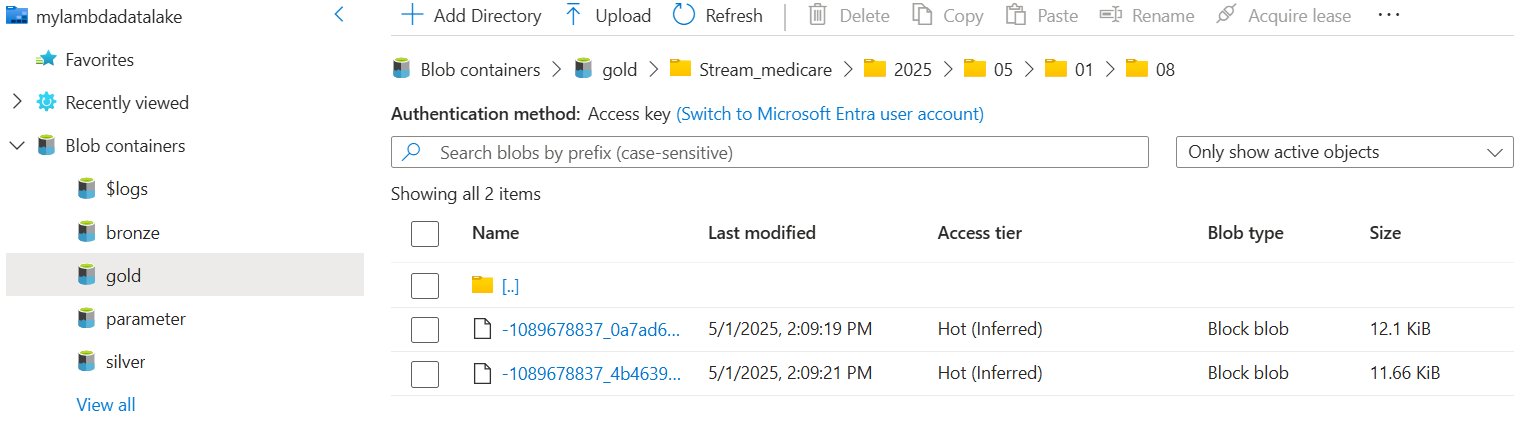 mylambdadatalake
Favorites
Recently viewed
Blob containers
$logs
bronze
gold
parameter
silver
View all
Add Directory Upload Refresh Delete Copy Paste Rename Acquire lease ...
Blob containers > gold > Stream_medicare > 2025 > 05 > 01 > 08
Authentication method: Access key (Switch to Microsoft Entra user account)
Search blobs by prefix (case-sensitive) Only show active objects
Showing all 2 items
Name Last modified Access tier Blob type Size
[..]
-1089678837_0a7ad6... 5/1/2025, 2:09:19 PM Hot (Inferred) Block blob 12.1 KiB
-1089678837_4b4639... 5/1/2025, 2:09:21 PM Hot (Inferred) Block blob 11.66 KiB